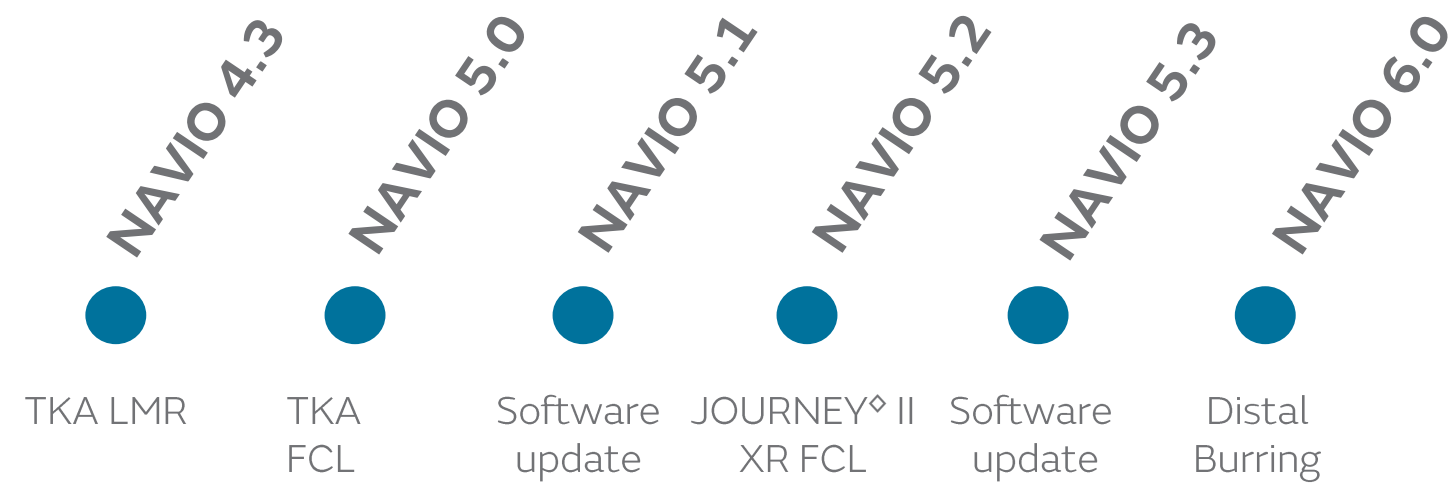 NAVIO 4.3
NAVIO 5.0
NAVIO 5.1
NAVIO 5.2
NAVIO 5.3
NAVIO 6.0
TKA LMR
TKA
FCL
Software
update
JOURNEY◊ II
XR FCL
Software
update
Distal
Burring